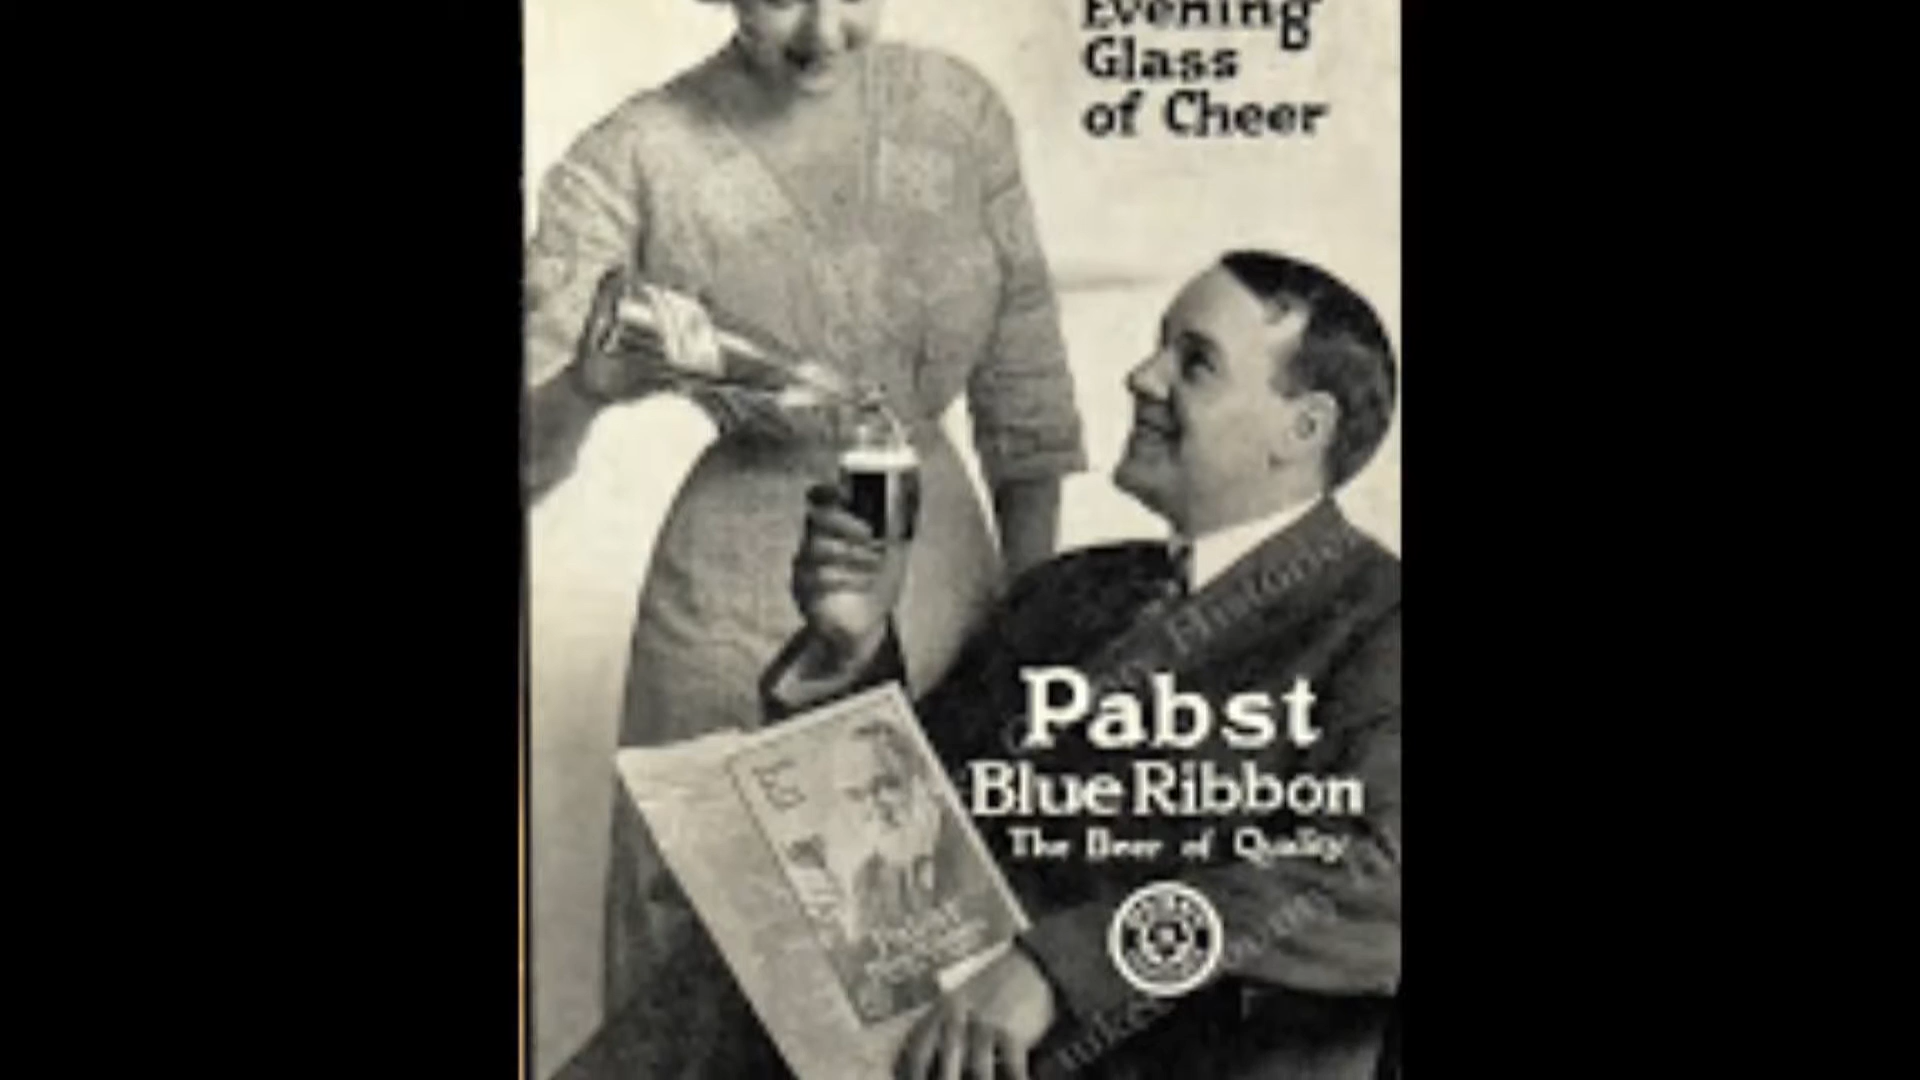 Evening
Glass
of Cheer
Pabst
Blue Ribbon
The Beer of Quality